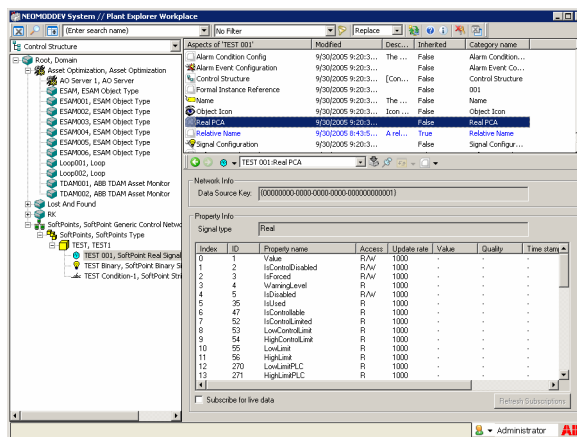 NEOMODDEV System // Plant Explorer Workplace
(Enter search name)
No Filter
Replace
Control Structure
Root, Domain
Asset Optimization, Asset Optimization
AO Server 1, AO Server
ESAM, ESAM Object Type
ESAM001, ESAM Object Type
ESAM002, ESAM Object Type
ESAM003, ESAM Object Type
ESAM004, ESAM Object Type
ESAM005, ESAM Object Type
ESAM006, ESAM Object Type
Loop001, Loop
Loop002, Loop
TDAM001, ABB TDAM Asset Monitor
TDAM002, ABB TDAM Asset Monitor
Lost And Found
RK
SoftPoints, SoftPoint Generic Control Netwo
SoftPoints, SoftPoints Type
TEST, TEST1
TEST 001, SoftPoint Real Signal
TEST Binary, SoftPoint Binary Si
TEST Condition-1, SoftPoint Stri
Aspects of 'TEST 001' Modified Desc... Inherited Category name
Alarm Condition Config 9/30/2005 9:20:3... The ... False Alarm Condition...
Alarm Event Configuration 9/30/2005 9:20:3... False Alarm Event Co...
Control Structure 9/30/2005 9:20:3... [Con... False Control Structure
Formal Instance Reference 9/30/2005 9:20:3... False 001
Name 9/30/2005 9:20:3... The ... False Name
Object Icon 9/30/2005 9:20:3... Icon ... False Object Icon
Real PCA 9/30/2005 9:20:3... False Real PCA
Relative Name 9/30/2005 8:43:5... A rel... True Relative Name
Signal Configuration 9/30/2005 9:20:3... False Signal Configur...
TEST 001:Real PCA
Network Info
Data Source Key: {00000000-0000-0000-0000-000000000001}
Property Info
Signal type Real
Index ID Property name Access Update rate Value Quality Time stamp
0 1 Value R/W 1000 - - -
1 2 IsControlDisabled R/W 1000 - - -
2 3 IsForced R/W 1000 - - -
3 4 WarningLevel R 1000 - - -
4 5 IsDisabled R/W 1000 - - -
5 35 IsUsed R 1000 - - -
6 47 IsControllable R 1000 - - -
7 52 IsControlLimited R 1000 - - -
8 53 LowControlLimit R 1000 - - -
9 54 HighControlLimit R 1000 - - -
10 55 LowLimit R 1000 - - -
11 56 HighLimit R 1000 - - -
12 270 LowLimitPLC R 1000 - - -
13 271 HighLimitPLC R 1000 - - -
Subscribe for live data
Refresh Subscriptions
Administrator